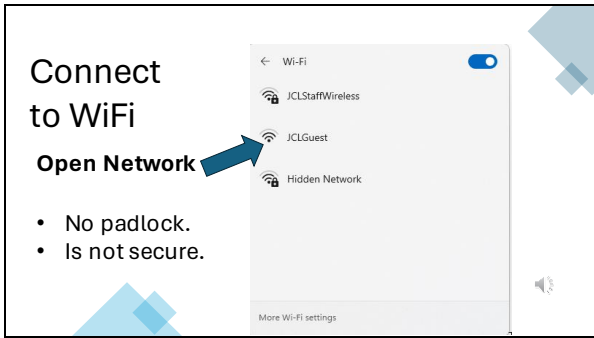 Connect
to WiFi
Open Network
• No padlock.
• Is not secure.
Wi-Fi
JCLStaffWireless
JCLGuest
Hidden Network
More Wi-Fi settings